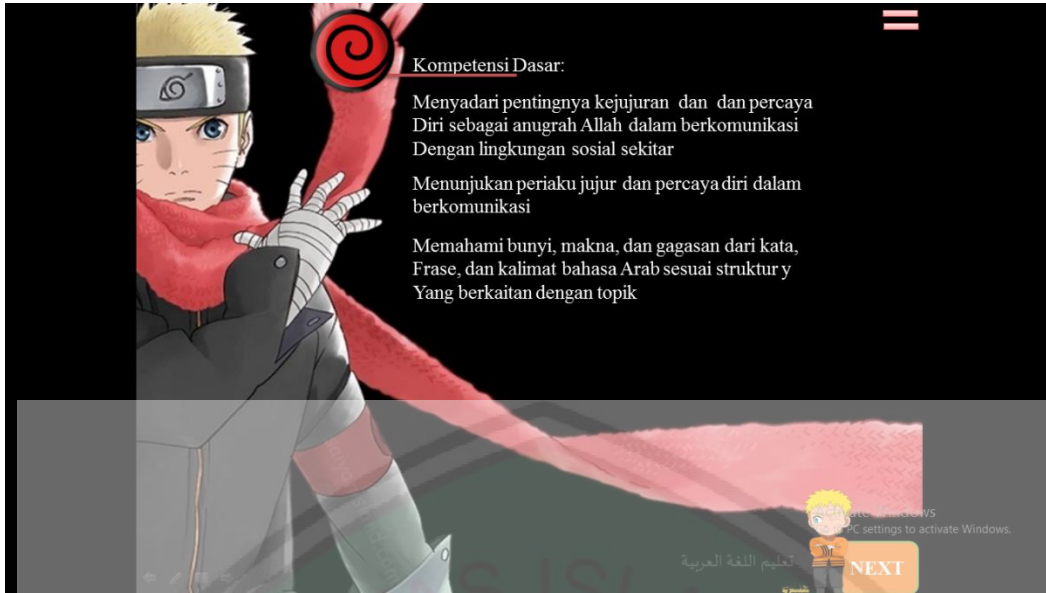 Kompetensi Dasar:
Menyadari pentingnya kejujuran dan dan percaya
Diri sebagai anugrah Allah dalam berkomunikasi
Dengan lingkungan sosial sekitar
Menunjukan periaku jujur dan percaya diri dalam
berkomunikasi
Memahami bunyi, makna, dan gagasan dari kata,
Frase, dan kalimat bahasa Arab sesuai struktur y
Yang berkaitan dengan topik
PC settings to activate Windows.
تعليم اللغة العربية
NEXT